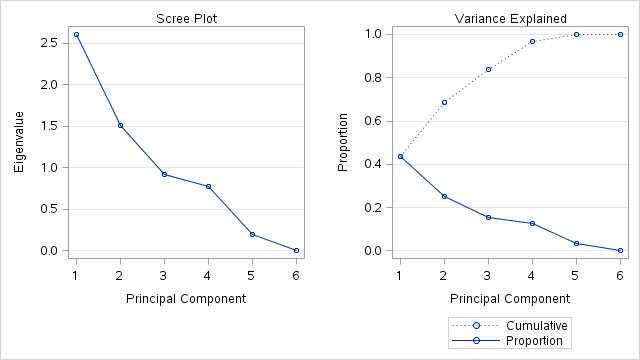 Scree Plot
Eigenvalue
2.5
2.0
1.5
1.0
0.5
0.0
1 2 3 4 5 6
Principal Component
Variance Explained
Proportion
1.0
0.8
0.6
0.4
0.2
0.0
1 2 3 4 5 6
Principal Component
Cumulative
Proportion